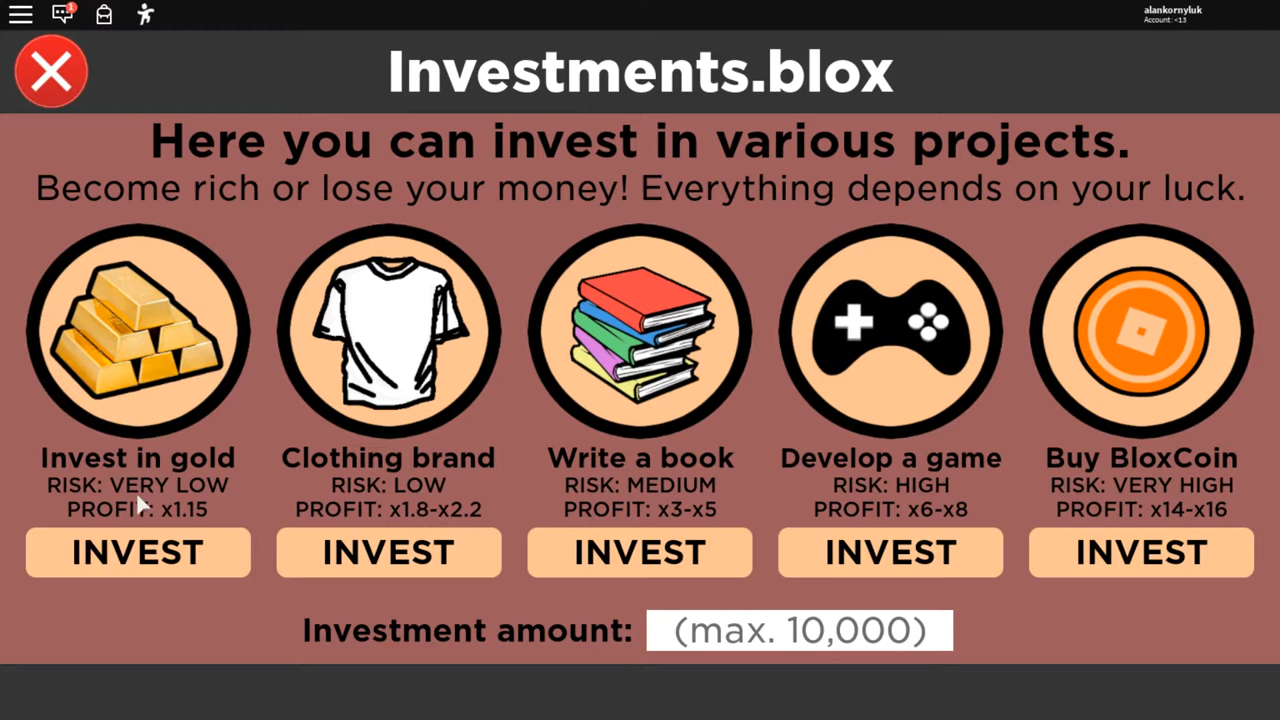 1
alankornyluk
Account: <13
Investments.blox
Here you can invest in various projects.
Become rich or lose your money! Everything depends on your luck.
Invest in gold
RISK: VERY LOW
PROFIT: x1.15
INVEST
Clothing brand
RISK: LOW
PROFIT: x1.8-x2.2
INVEST
Write a book
RISK: MEDIUM
PROFIT: x3-x5
INVEST
Develop a game
RISK: HIGH
PROFIT: x6-x8
INVEST
Buy BloxCoin
RISK: VERY HIGH
PROFIT: x14-x16
INVEST
Investment amount: (max. 10,000)